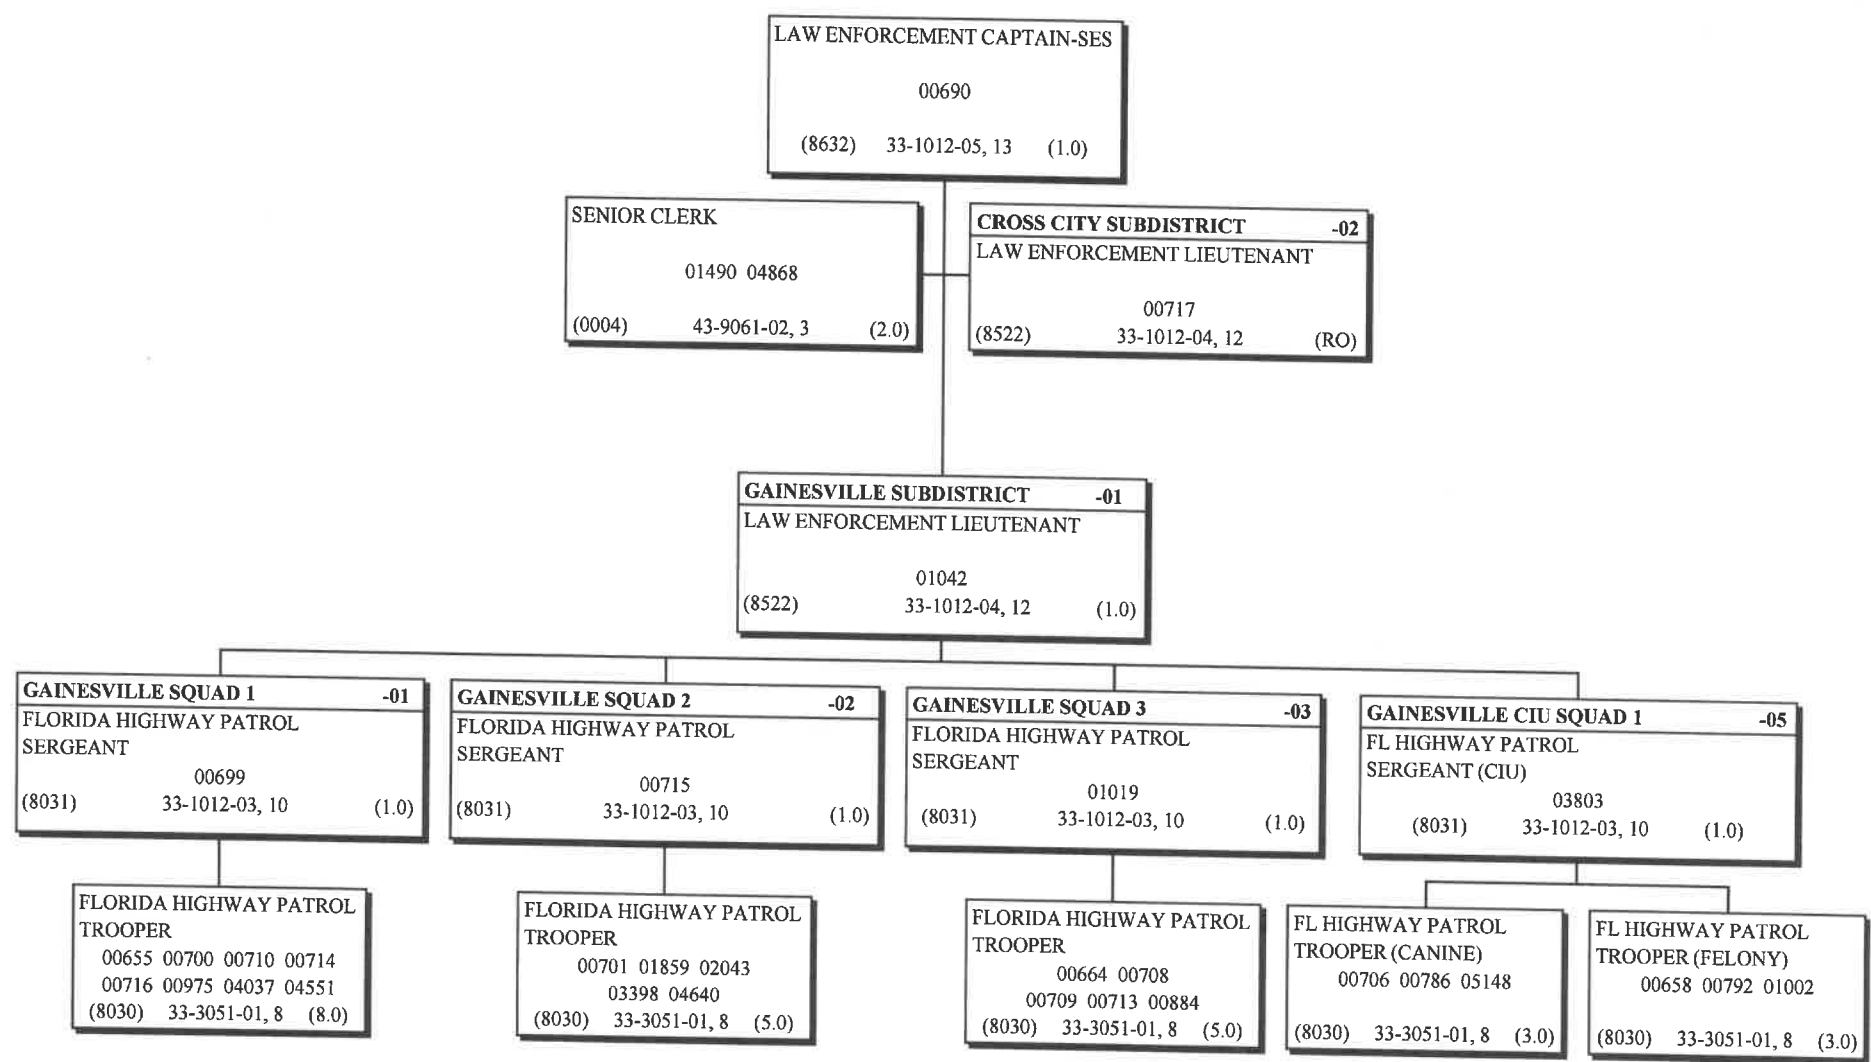 LAW ENFORCEMENT CAPTAIN-SES
00690
(8632) 33-1012-05, 13 (1.0)
SENIOR CLERK
01490 04868
(0004) 43-9061-02, 3 (2.0)
CROSS CITY SUBDISTRICT -02
LAW ENFORCEMENT LIEUTENANT
00717
(8522) 33-1012-04, 12 (RO)
GAINESVILLE SUBDISTRICT -01
LAW ENFORCEMENT LIEUTENANT
01042
(8522) 33-1012-04, 12 (1.0)
GAINESVILLE SQUAD 1 -01
FLORIDA HIGHWAY PATROL
SERGEANT
00699
(8031) 33-1012-03, 10 (1.0)
GAINESVILLE SQUAD 2 -02
FLORIDA HIGHWAY PATROL
SERGEANT
00715
(8031) 33-1012-03, 10 (1.0)
GAINESVILLE SQUAD 3 -03
FLORIDA HIGHWAY PATROL
SERGEANT
01019
(8031) 33-1012-03, 10 (1.0)
GAINESVILLE CIU SQUAD 1 -05
FL HIGHWAY PATROL
SERGEANT (CIU)
03803
(8031) 33-1012-03, 10 (1.0)
FLORIDA HIGHWAY PATROL
TROOPER
00655 00700 00710 00714
00716 00975 04037 04551
(8030) 33-3051-01, 8 (8.0)
FLORIDA HIGHWAY PATROL
TROOPER
00701 01859 02043
03398 04640
(8030) 33-3051-01, 8 (5.0)
FLORIDA HIGHWAY PATROL
TROOPER
00664 00708
00709 00713 00884
(8030) 33-3051-01, 8 (5.0)
FL HIGHWAY PATROL
TROOPER (CANINE)
00706 00786 05148
(8030) 33-3051-01, 8 (3.0)
FL HIGHWAY PATROL
TROOPER (FELONY)
00658 00792 01002
(8030) 33-3051-01, 8 (3.0)